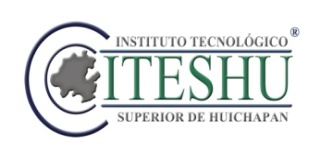 INSTITUTO TECNOLÓGICO ®
ITESHU
SUPERIOR DE HUICHAPAN